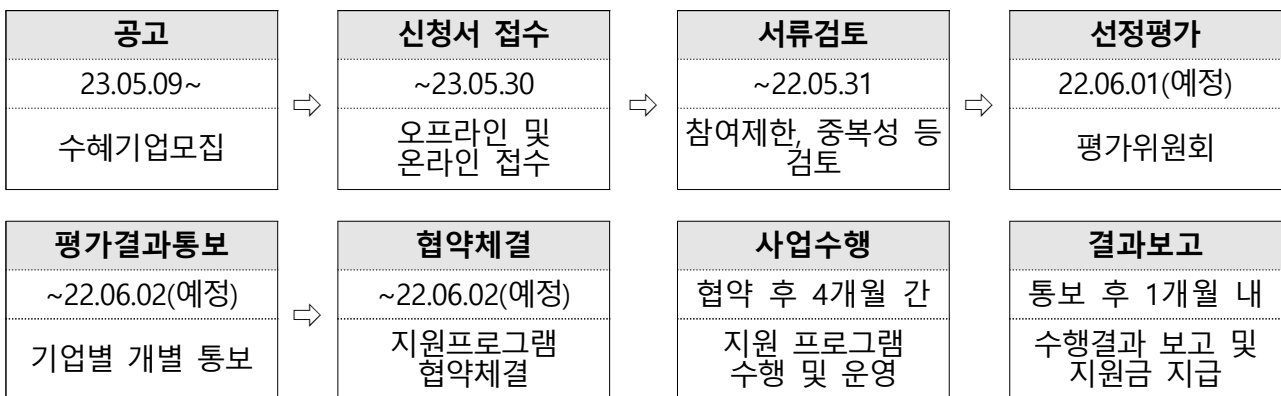 공고
23.05.09~
수혜기업모집
⇨
신청서 접수
~23.05.30
오프라인 및
온라인 접수
⇨
서류검토
~22.05.31
참여제한, 중복성 등
검토
⇨
선정평가
22.06.01(예정)
평가위원회
평가결과통보
~22.06.02(예정)
기업별 개별 통보
⇨
협약체결
~22.06.02(예정)
지원프로그램
협약체결
사업수행
협약 후 4개월 간
지원 프로그램
수행 및 운영
결과보고
통보 후 1개월 내
수행결과 보고 및
지원금 지급